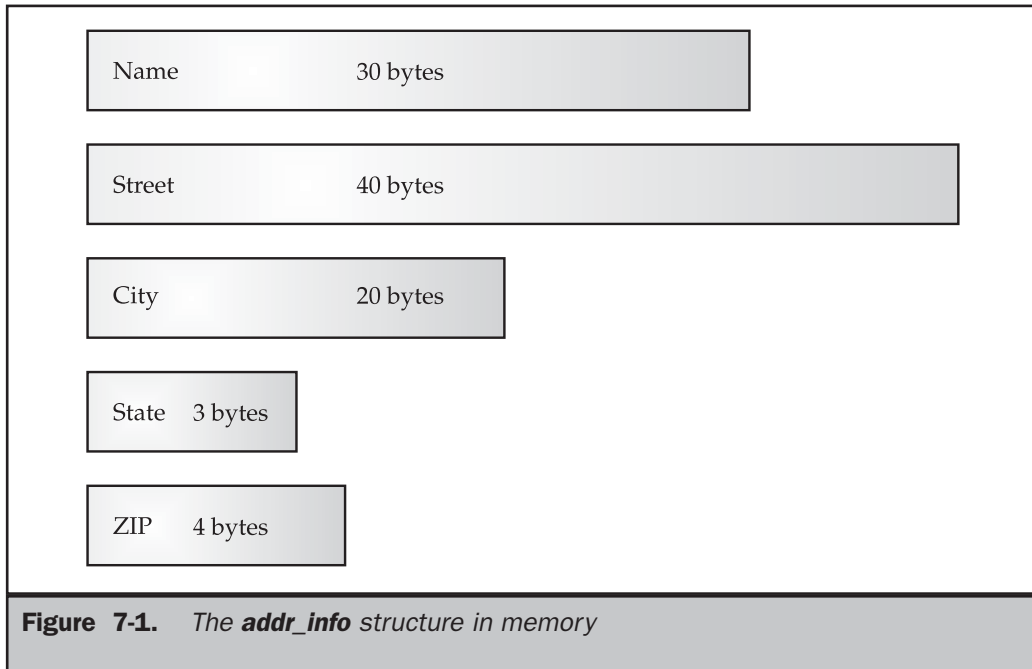 Name 30 bytes
Street 40 bytes
City 20 bytes
State 3 bytes
ZIP 4 bytes
Figure 7-1. The addr_info structure in memory